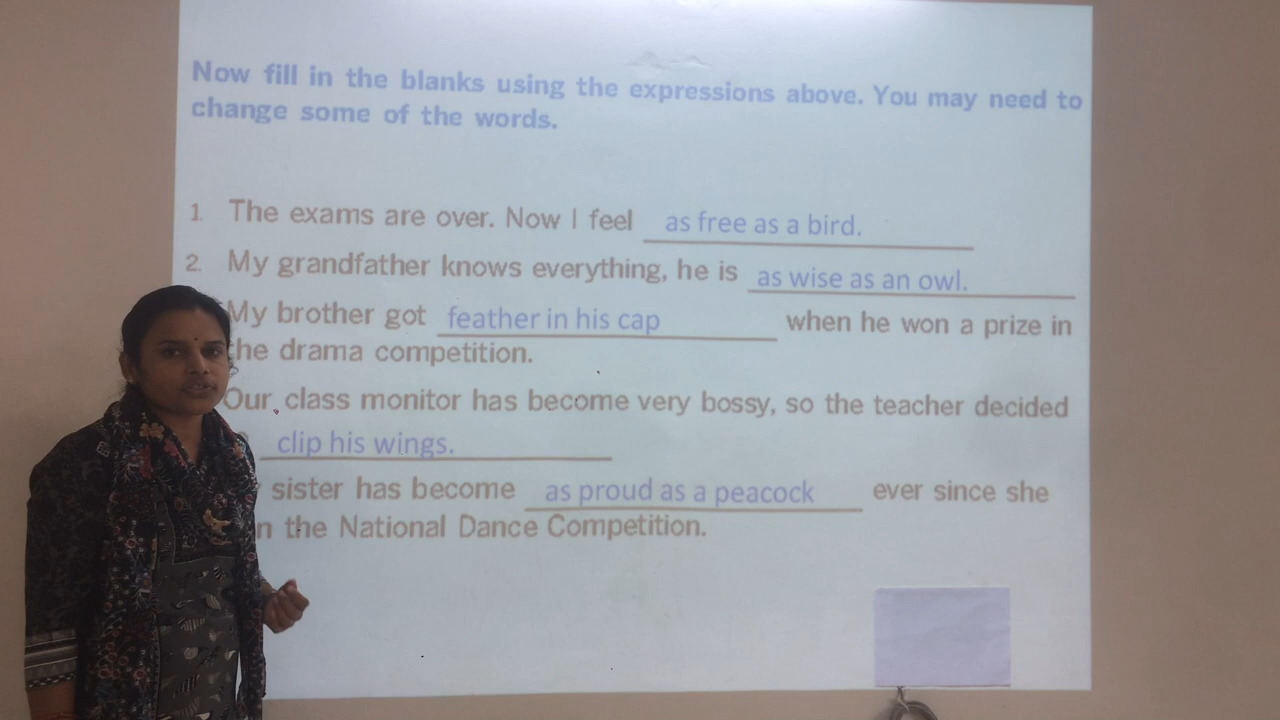 Now fill in the blanks using the expressions above. You may need to
change some of the words.
1. The exams are over. Now I feel as free as a bird.
2. My grandfather knows everything, he is as wise as an owl.
My brother got feather in his cap when he won a prize in
the drama competition.
Our class monitor has become very bossy, so the teacher decided
clip his wings.
sister has become as proud as a peacock ever since she
the National Dance Competition.